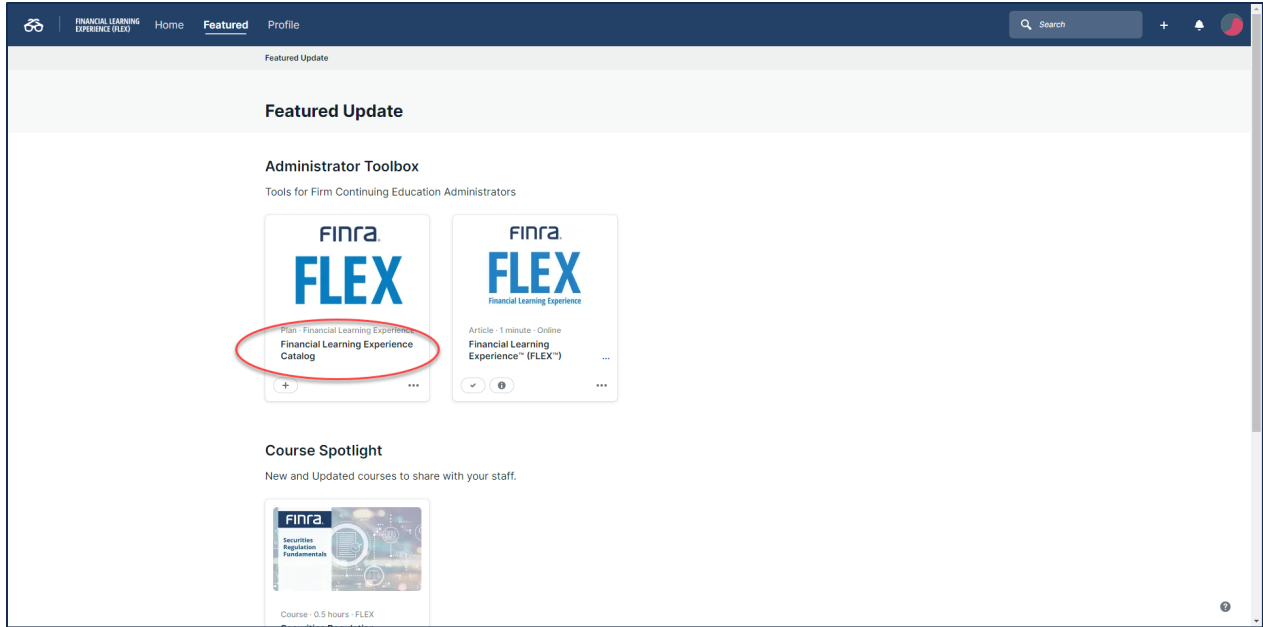 FINANCIAL LEARNING
EXPERIENCE (FLEX)
Home
Featured
Profile
Search
Featured Update
Featured Update
Administrator Toolbox
Tools for Firm Continuing Education Administrators
FINra.
FLEX
Plan · Financial Learning Experience
Financial Learning Experience
Catalog
FINra.
FLEX
Financial Learning Experience
Article · 1 minute · Online
Financial Learning
Experience™ (FLEX™)
...
Course Spotlight
New and Updated courses to share with your staff.
FINra.
Securities
Regulation
Fundamentals
Course · 0.5 hours · FLEX
Securities Regulation